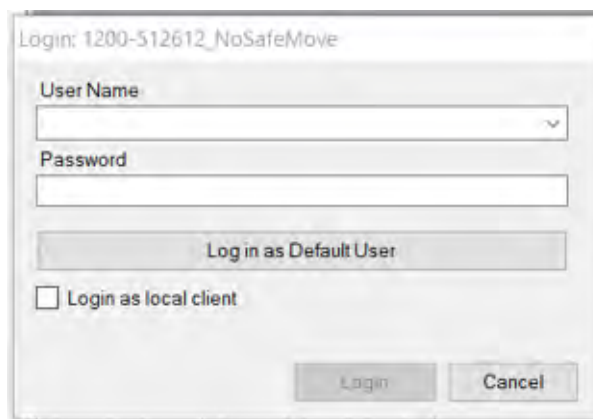 Login: 1200-512612_NoSafeMove
User Name
Password
Log in as Default User
Login as local client
Login
Cancel